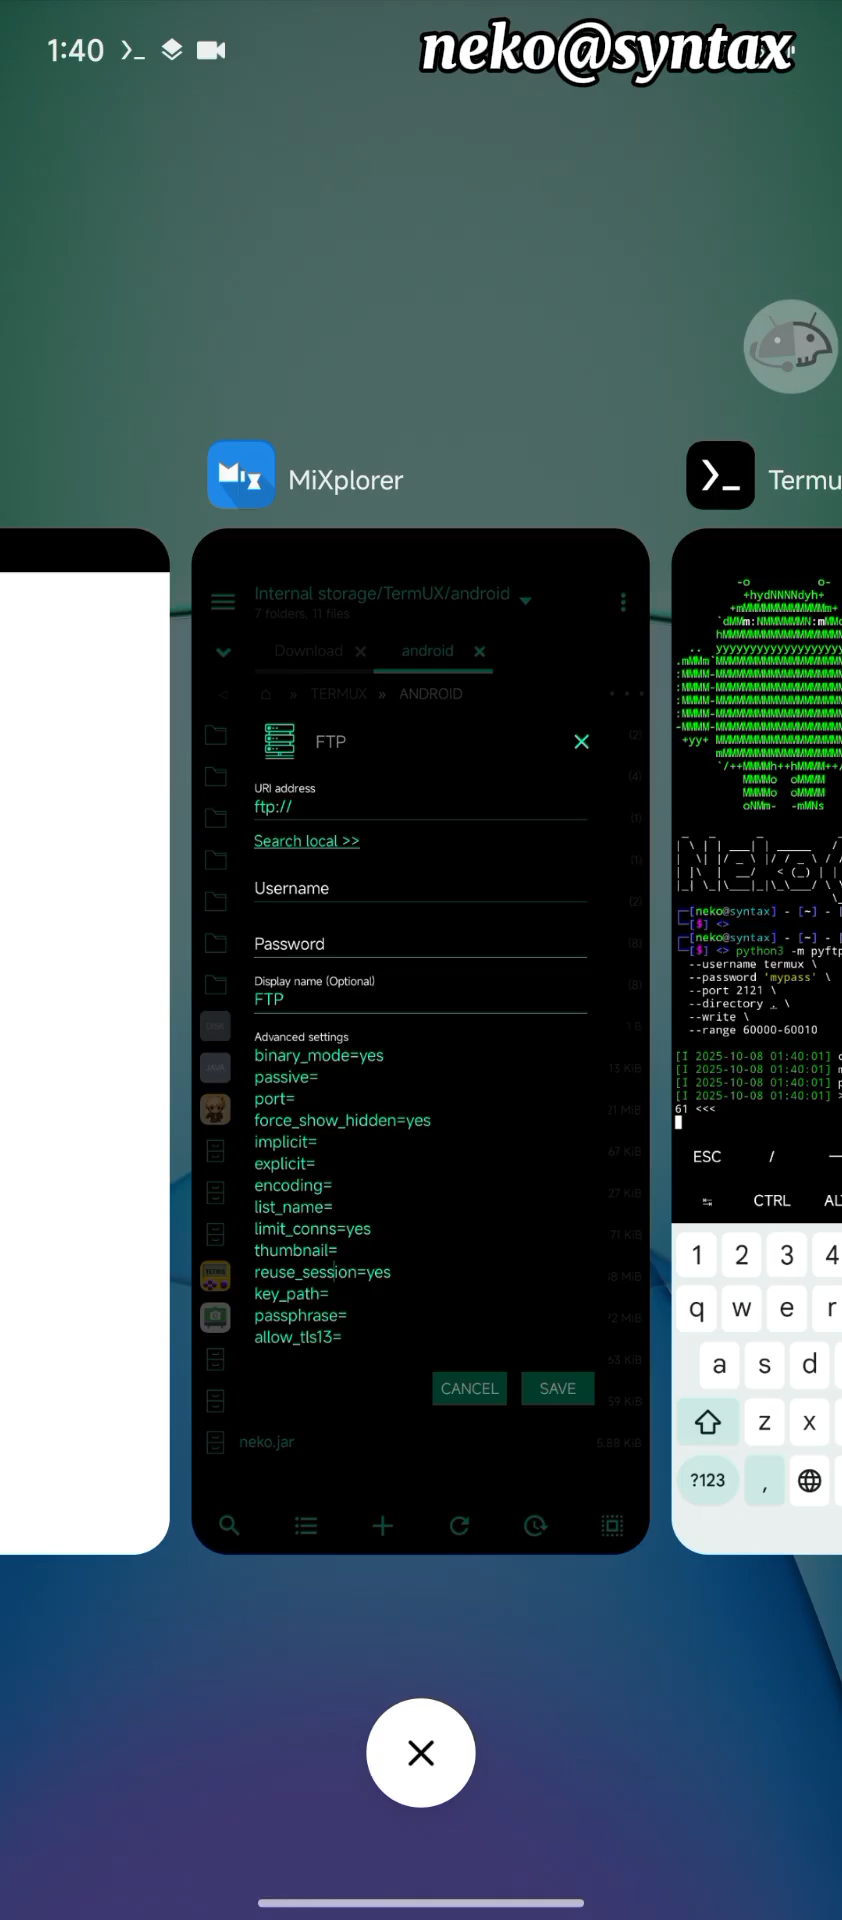 1:40
neko@syntax
MiXplorer
Termu
Internal storage/TermUX/android
7 folders, 11 files
Download
android
TERMUX » ANDROID
FTP
URI address
ftp://
Search local >>
Username
Password
Display name (Optional)
FTP
Advanced settings
binary_mode=yes
passive=
port=
force_show_hidden=yes
implicit=
explicit=
encoding=
list_name=
limit_conns=yes
thumbnail=
reuse_session=yes
key_path=
passphrase=
allow_tls13=
CANCEL
SAVE
neko.jar
5.88 KiB
[neko@syntax] - [~] -
[$] <>
[neko@syntax] - [~] -
[$] <> python3 -m pyftp
--username termux \
--password 'mypass' \
--port 2121 \
--directory . \
--write \
--range 60000-60010
[I 2025-10-08 01:40:01]
[I 2025-10-08 01:40:01]
[I 2025-10-08 01:40:01]
[I 2025-10-08 01:40:01] >
61 <<<
ESC / —
CTRL AL
1 2 3 4
q w e r
a s d
z x
?123 ,